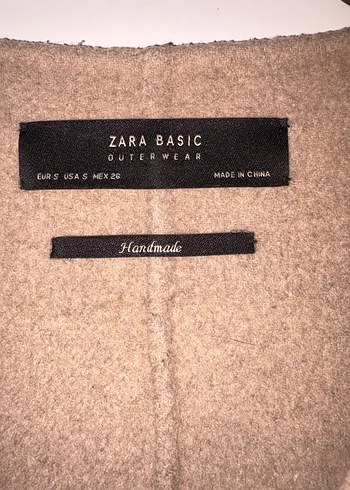 ZARA BASIC
OUTERWEAR
EUR S USA S MEX 26 MADE IN CHINA
Handmade